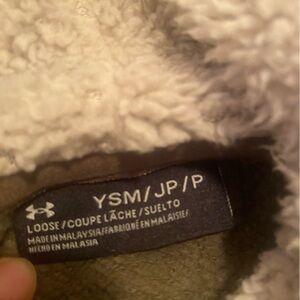 YSM/JP/P
LOOSE/COUPE LÂCHE/SUELTO
MADE IN MALAYSIA/FABRIQUÉ EN MALAISIE/
HECHO EN MALASIA